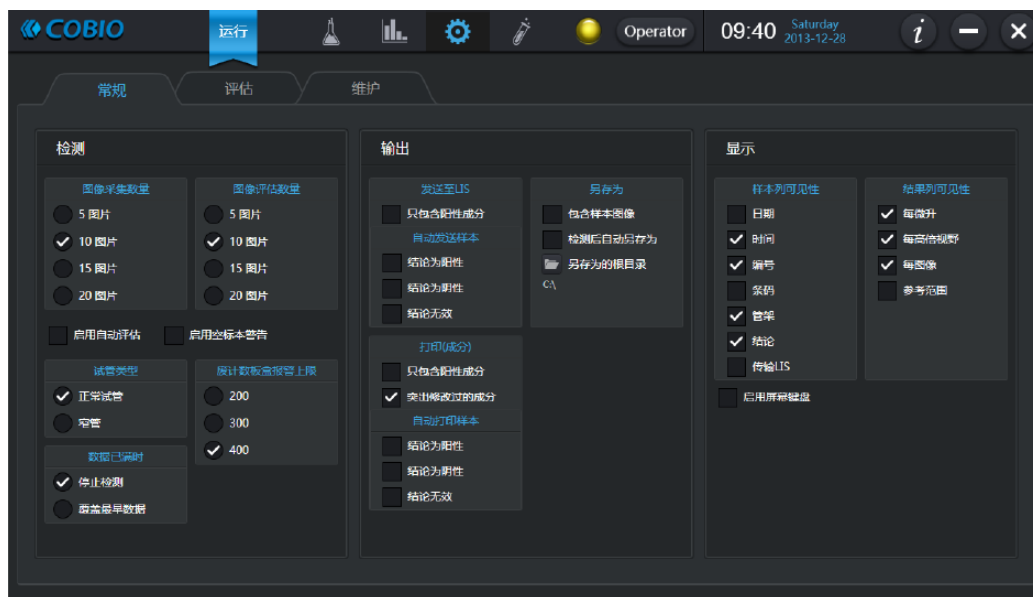 COBIO
运行
Operator
09:40
Saturday
2013-12-28
i
常规
评估
维护
检测
图像采集数量
5 图片
10 图片
15 图片
20 图片
图像评估数量
5 图片
10 图片
15 图片
20 图片
启用自动评估
启用空标本警告
试管类型
正常试管
窄管
废计数板盒报警上限
200
300
400
数据已满时
停止检测
覆盖最早数据
输出
发送至LIS
只包含阳性成分
自动发送样本
结论为阳性
结论为阴性
结论无效
打印(成分)
只包含阳性成分
突出修改过的成分
自动打印样本
结论为阳性
结论为阴性
结论无效
另存为
包含样本图像
检测后自动另存为
另存为的根目录
C:\
显示
样本列可见性
日期
时间
编号
条码
管架
结论
传输LIS
启用屏幕键盘
结果列可见性
每微升
每高倍视野
每图像
参考范围